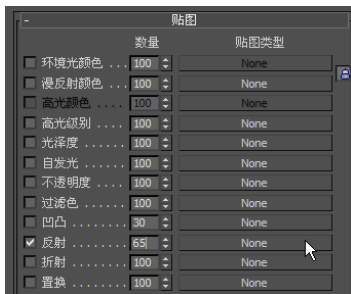 - 贴图
数量 贴图类型
环境光颜色 ... 100 None
漫反射颜色 ... 100 None
高光颜色 .... 100 None
高光级别 .... 100 None
光泽度 ...... 100 None
自发光 ...... 100 None
不透明度 .... 100 None
过滤色 ...... 100 None
凹凸 ........ 30 None
反射 ........ 65 None
折射 ........ 100 None
置换 ........ 100 None